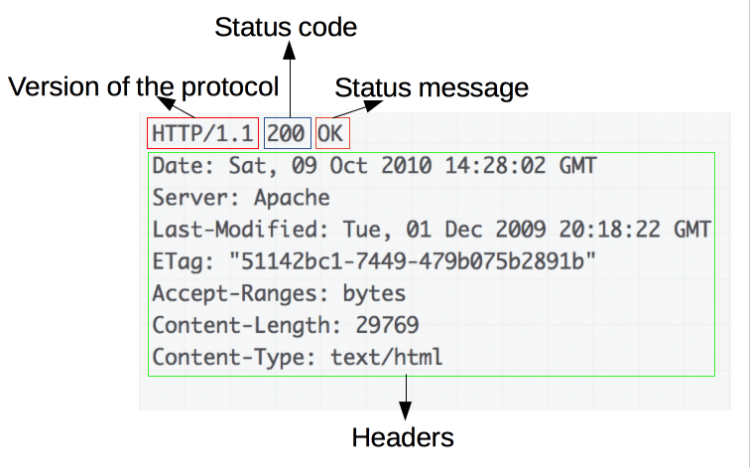 Status code
Version of the protocol
Status message
HTTP/1.1 200 OK
Date: Sat, 09 Oct 2010 14:28:02 GMT
Server: Apache
Last-Modified: Tue, 01 Dec 2009 20:18:22 GMT
ETag: "51142bc1-7449-479b075b2891b"
Accept-Ranges: bytes
Content-Length: 29769
Content-Type: text/html
Headers